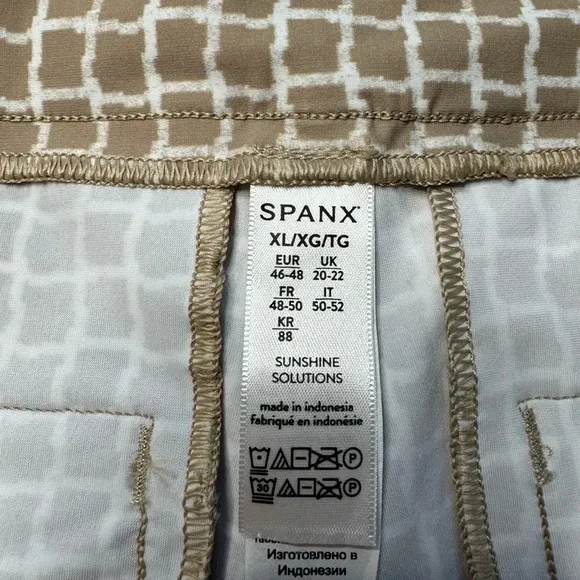 SPANX
XL/XG/TG
EUR UK
46-48 20-22
FR IT
48-50 50-52
KR
88
SUNSHINE
SOLUTIONS
made in indonesia
fabriqué en indonésie
P
30 P
Изготовлено в
Индонезии